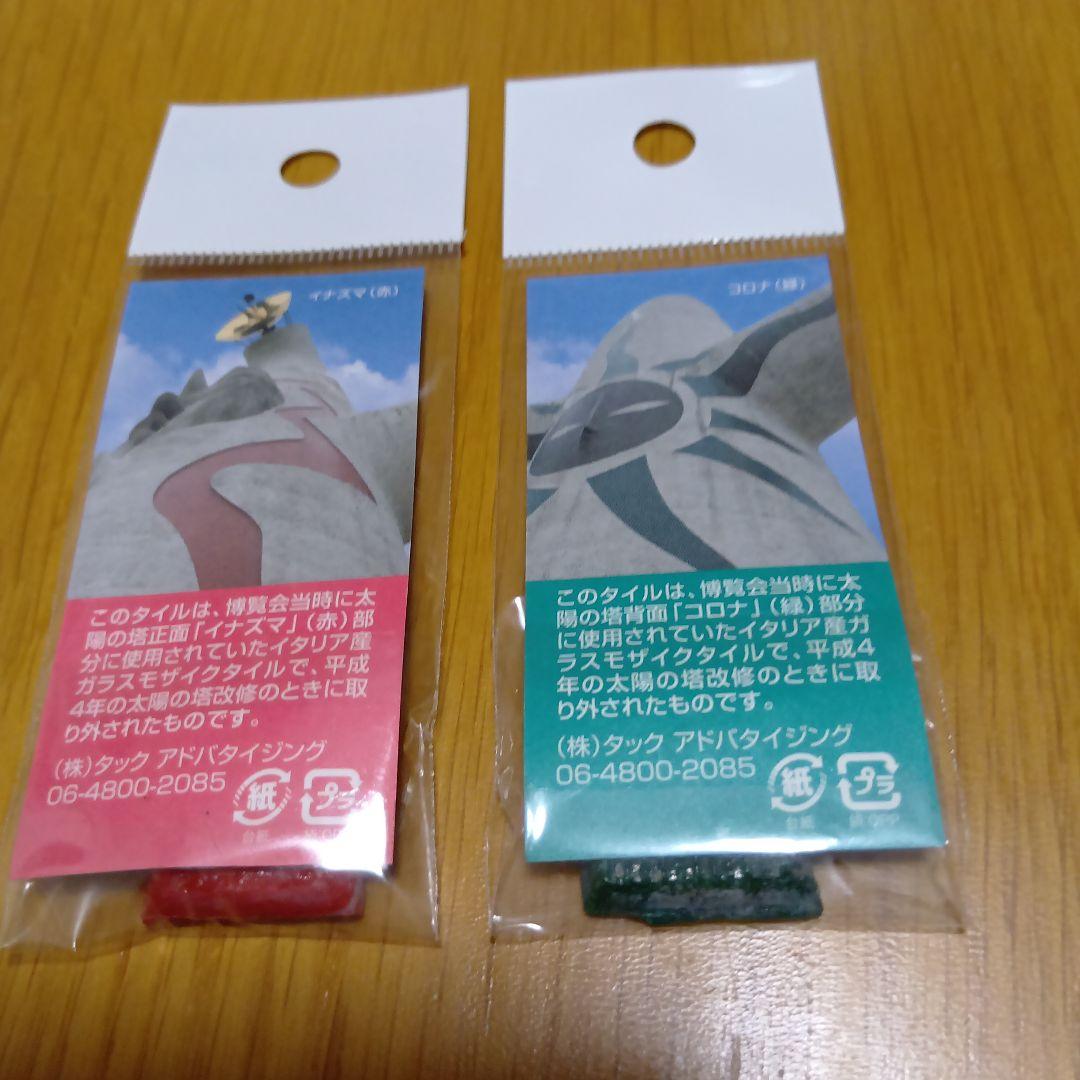 イナズマ（赤）
このタイルは、博覧会当時に太
陽の塔正面「イナズマ」（赤）部
分に使用されていたイタリア産
ガラスモザイクタイルで、平成
4年の太陽の塔改修のときに取
り外されたものです。
（株）タック アドバタイジング
06-4800-2085
紙
台紙
プラ
コロナ（緑）
このタイルは、博覧会当時に太
陽の塔背面「コロナ」（緑）部分
に使用されていたイタリア産ガ
ラスモザイクタイルで、平成4
年の太陽の塔改修のときに取
り外されたものです。
（株）タック アドバタイジング
06-4800-2085
紙
台紙
プラ
袋:OPP